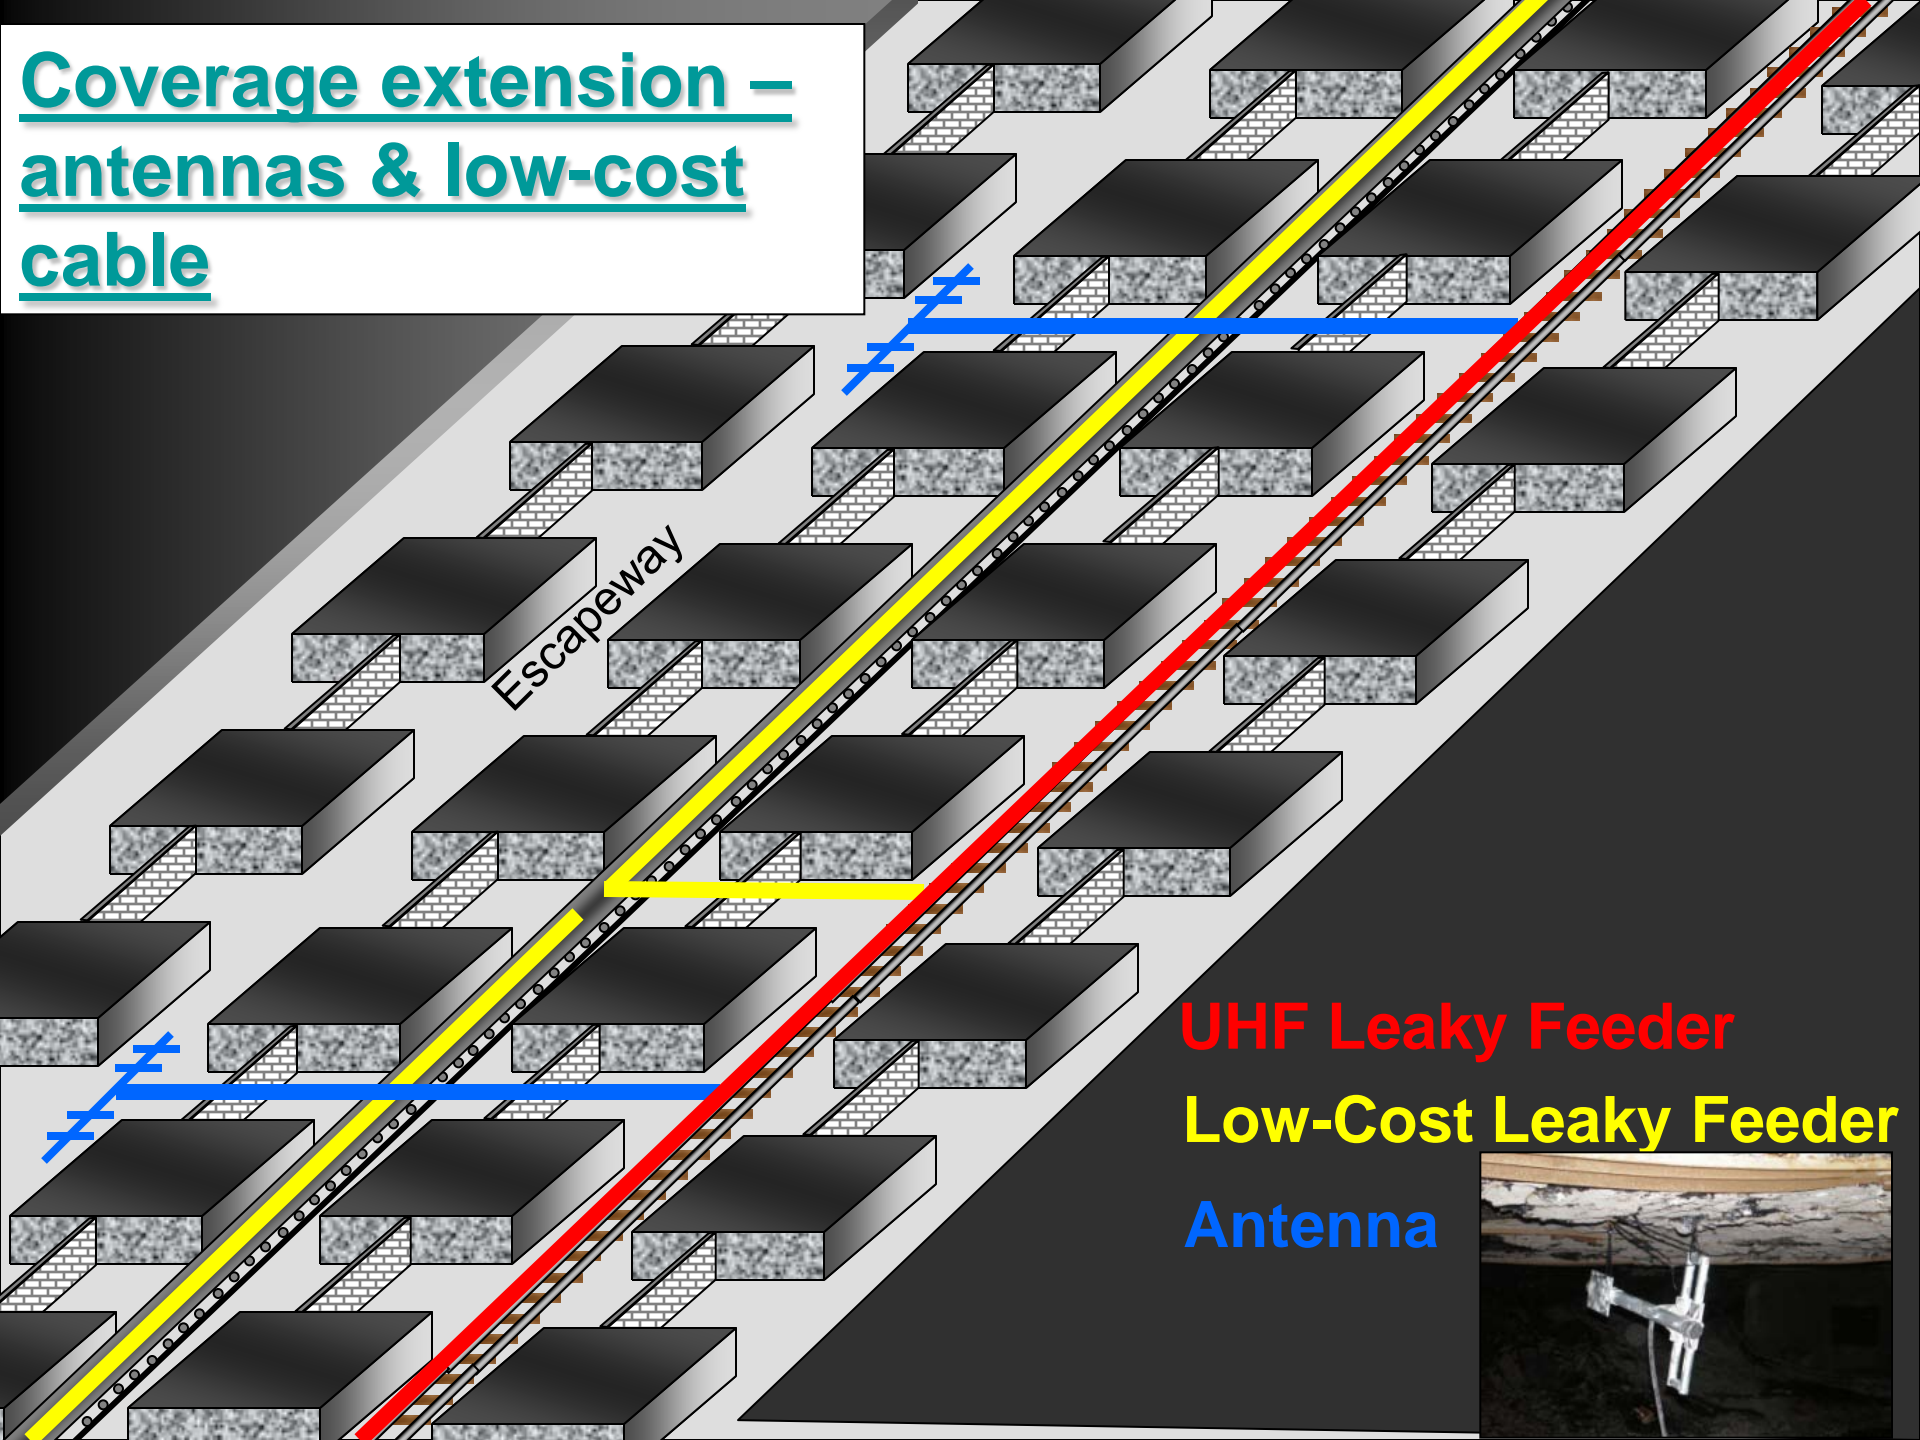 Coverage extension –
antennas & low-cost
cable
Escapeway
UHF Leaky Feeder
Low-Cost Leaky Feeder
Antenna